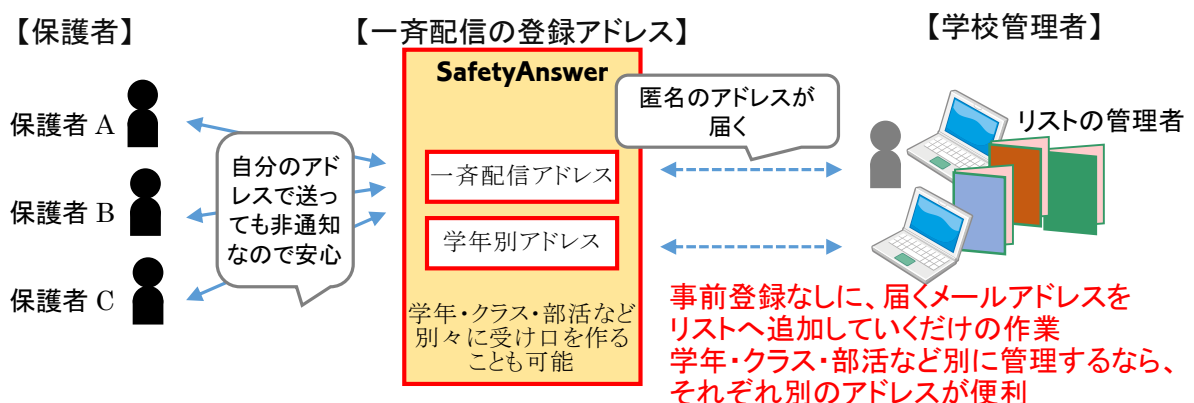 【保護者】
【一斉配信の登録アドレス】
【学校管理者】
SafetyAnswer
匿名のアドレスが
届く
リストの管理者
保護者 A
自分のアド
レスで送っ
ても非通知
なので安心
一斉配信アドレス
保護者 B
学年別アドレス
保護者 C
学年・クラス・部活など
別々に受け口を作る
ことも可能
事前登録なしに、届くメールアドレスを
リストへ追加していくだけの作業
学年・クラス・部活など別に管理するなら、
それぞれ別のアドレスが便利